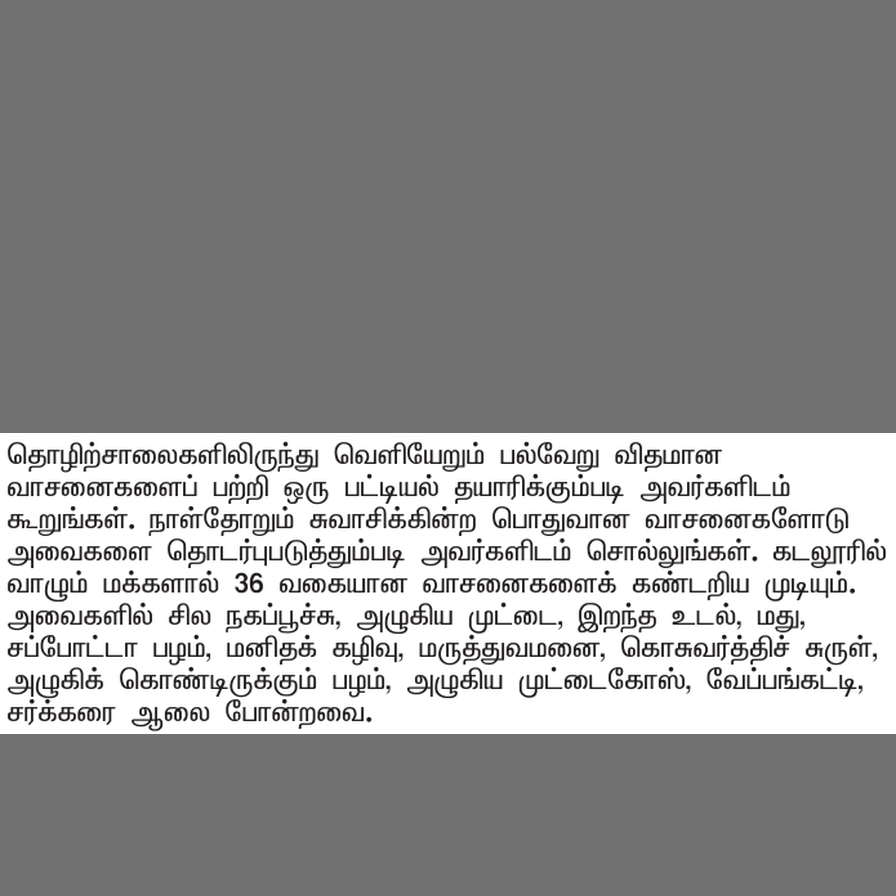 தொழிற்சாலைகளிலிருந்து வெளியேறும் பல்வேறு விதமான
வாசனைகளைப் பற்றி ஒரு பட்டியல் தயாரிக்கும்படி அவர்களிடம்
கூறுங்கள். நாள்தோறும் சுவாசிக்கின்ற பொதுவான வாசனைகளோடு
அவைகளை தொடர்புபடுத்தும்படி அவர்களிடம் சொல்லுங்கள். கடலூரில்
வாழும் மக்களால் 36 வகையான வாசனைகளைக் கண்டறிய முடியும்.
அவைகளில் சில நகப்பூச்சு, அழுகிய முட்டை, இறந்த உடல், மது,
சப்போட்டா பழம், மனிதக் கழிவு, மருத்துவமனை, கொசுவர்த்திச் சுருள்,
அழுகிக் கொண்டிருக்கும் பழம், அழுகிய முட்டைகோஸ், வேப்பங்கட்டி,
சர்க்கரை ஆலை போன்றவை.